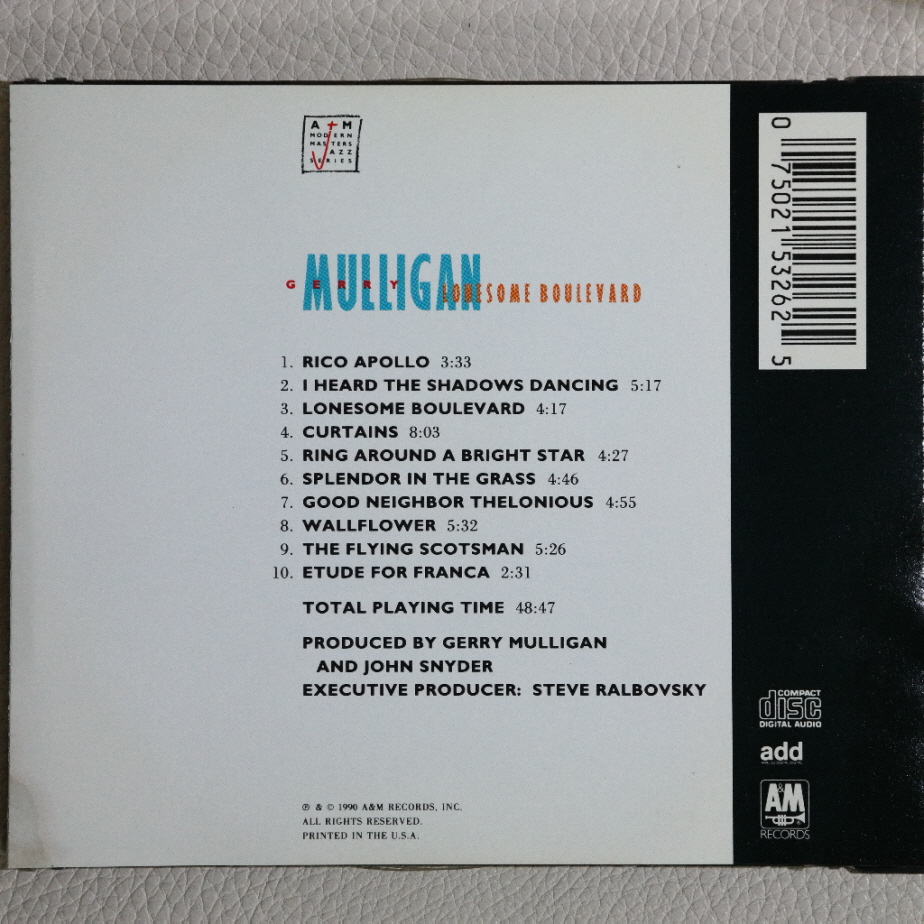 A+M
MODERN
MASTERS
JAZZ
SERIES
GERRY MULLIGAN LONESOME BOULEVARD
1. RICO APOLLO 3:33
2. I HEARD THE SHADOWS DANCING 5:17
3. LONESOME BOULEVARD 4:17
4. CURTAINS 8:03
5. RING AROUND A BRIGHT STAR 4:27
6. SPLENDOR IN THE GRASS 4:46
7. GOOD NEIGHBOR THELONIOUS 4:55
8. WALLFLOWER 5:32
9. THE FLYING SCOTSMAN 5:26
10. ETUDE FOR FRANCA 2:31
TOTAL PLAYING TIME 48:47
PRODUCED BY GERRY MULLIGAN
AND JOHN SNYDER
EXECUTIVE PRODUCER: STEVE RALBOVSKY
℗ & © 1990 A&M RECORDS, INC.
ALL RIGHTS RESERVED.
PRINTED IN THE U.S.A.
0 75021 53262 5
COMPACT
disc
DIGITAL AUDIO
add
A&M
RECORDS